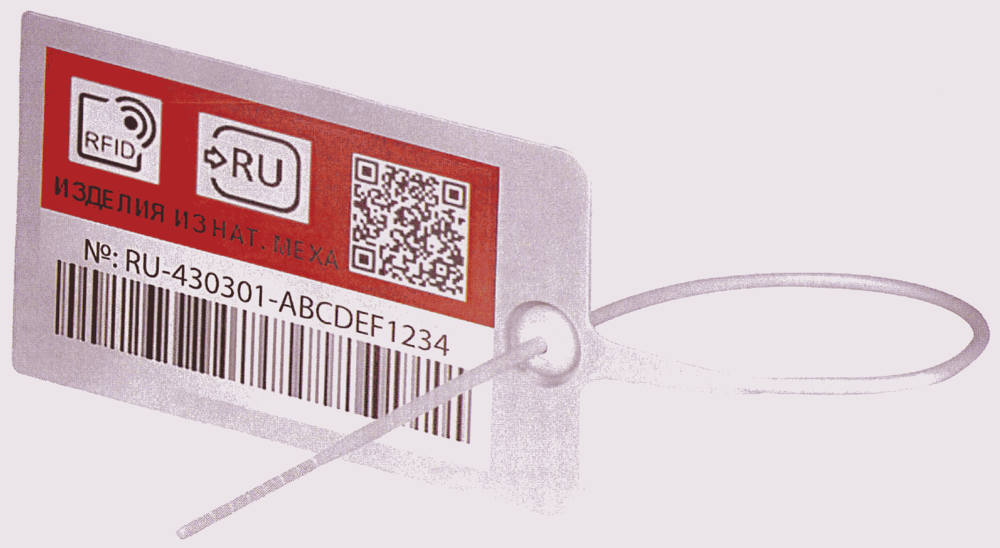 RFID
RU
ИЗДЕЛИЯ ИЗ НАТ. МЕХА
№: RU-430301-ABCDEF1234